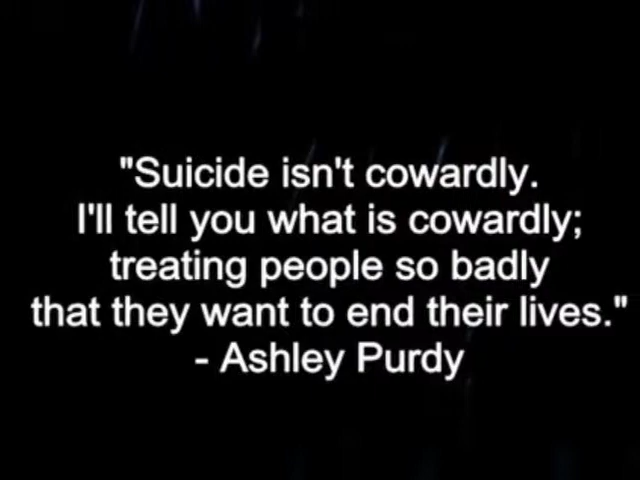 "Suicide isn't cowardly.
I'll tell you what is cowardly;
treating people so badly
that they want to end their lives."
- Ashley Purdy